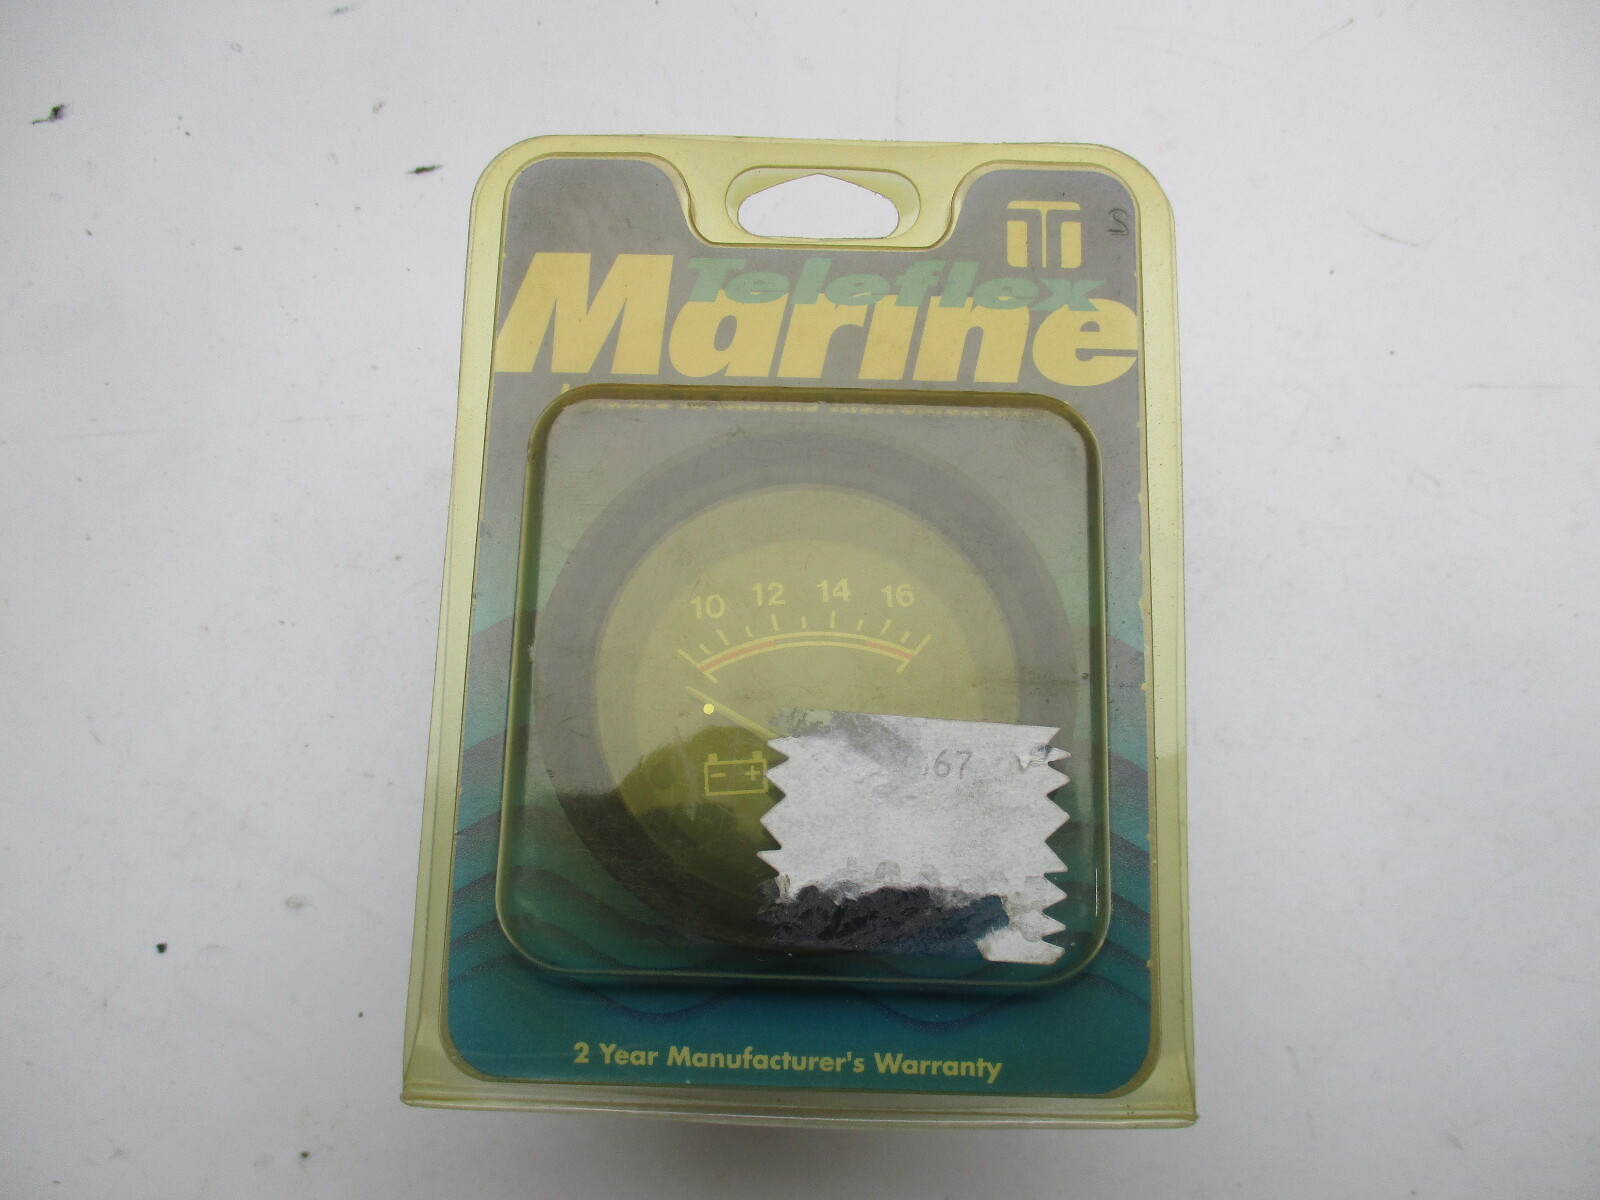 Teleflex
Marine
10 12 14 16
- +
67
2 Year Manufacturer's Warranty